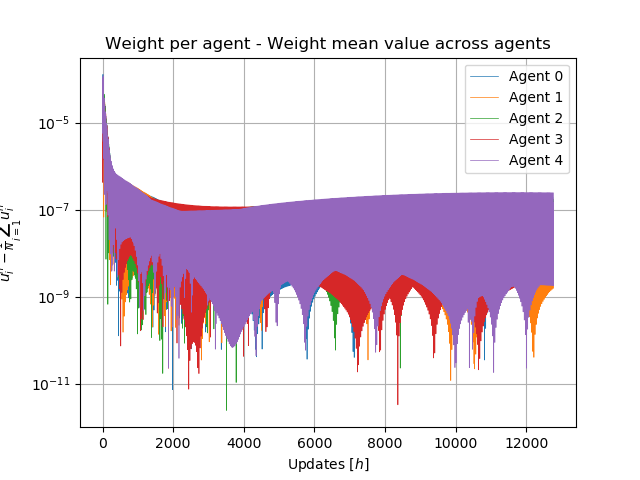 Weight per agent - Weight mean value across agents
Agent 0
Agent 1
Agent 2
Agent 3
Agent 4
10⁻⁵
10⁻⁷
10⁻⁹
10⁻¹¹
0 2000 4000 6000 8000 10000 12000
Updates [h]